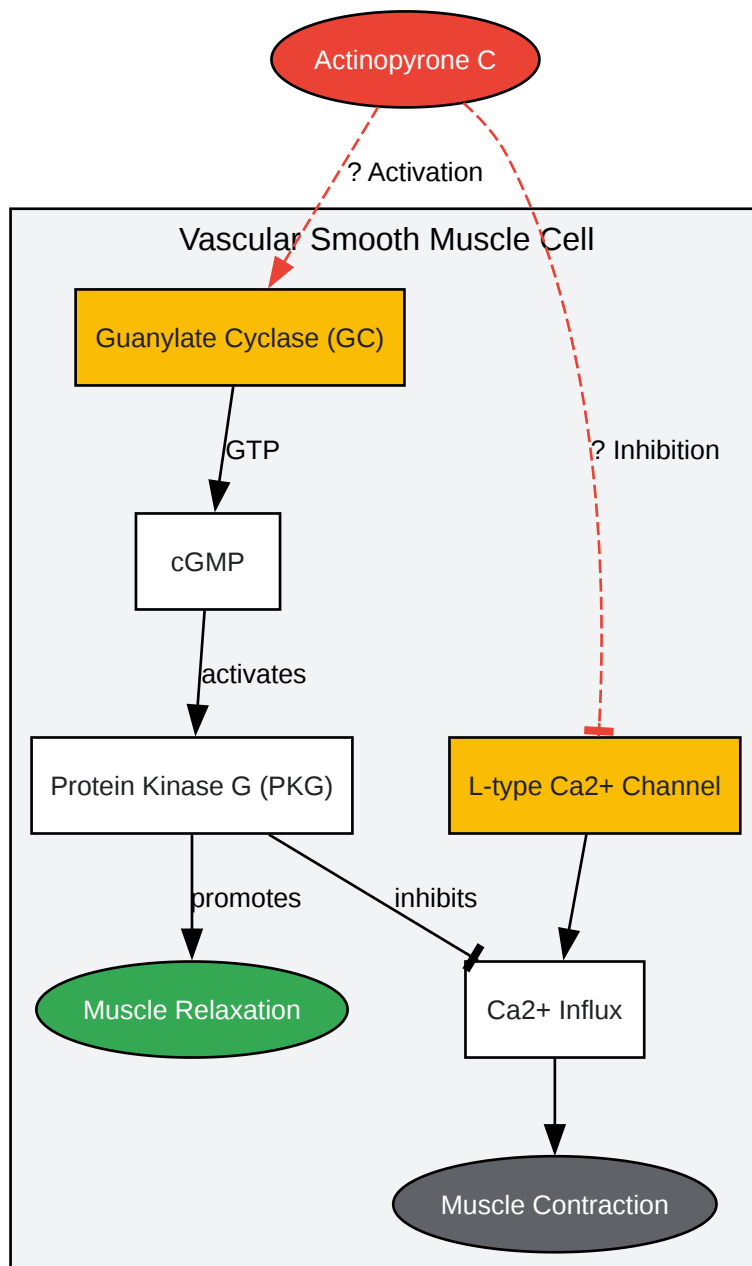 Actinopyrone C
? Activation
Vascular Smooth Muscle Cell
Guanylate Cyclase (GC)
GTP
? Inhibition
cGMP
activates
Protein Kinase G (PKG)
L-type Ca2+ Channel
promotes
inhibits
Muscle Relaxation
Ca2+ Influx
Muscle Contraction